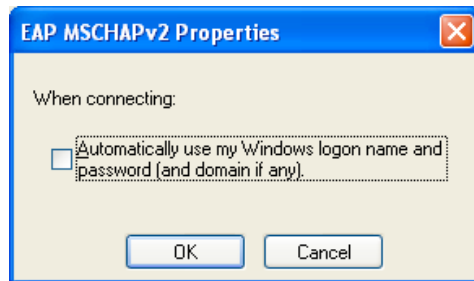 EAP MSCHAPv2 Properties
When connecting:
Automatically use my Windows logon name and
password (and domain if any).
OK
Cancel